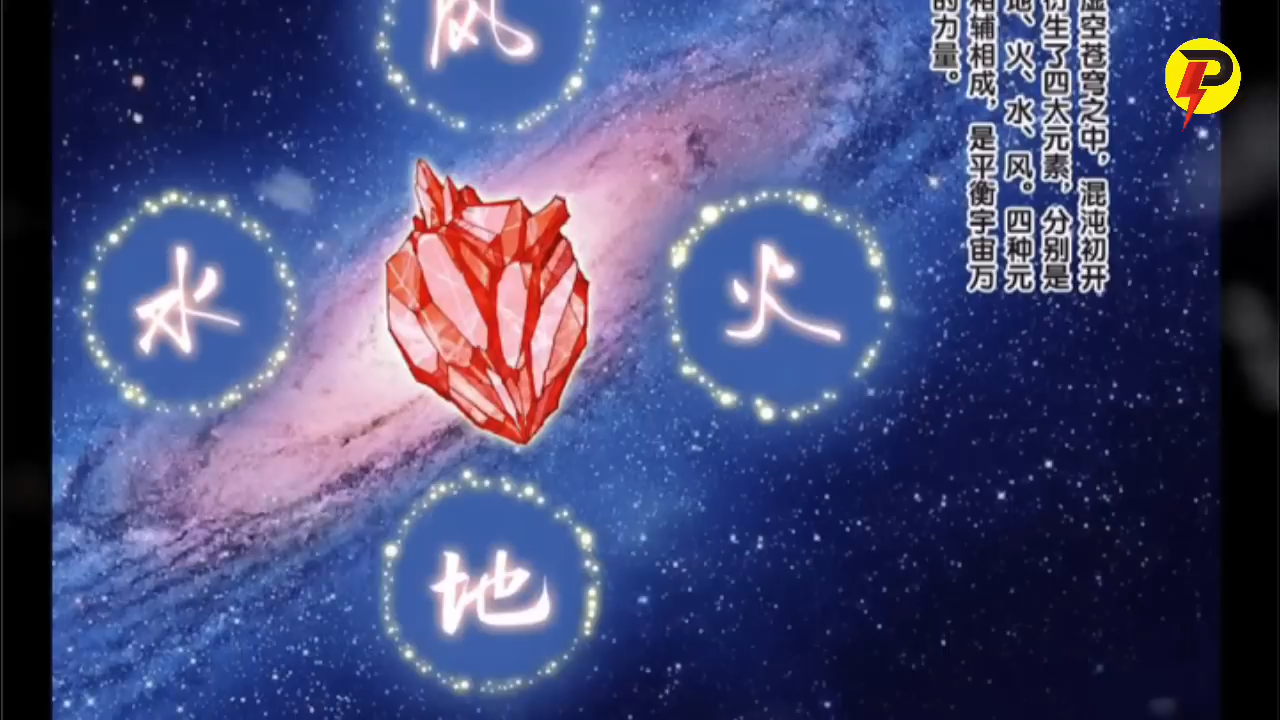 虚空苍穹之中，混沌初开
衍生了四大元素，分别是
地、火、水、风。四种元
相辅相成，是平衡宇宙万
的力量。
风
水
火
地